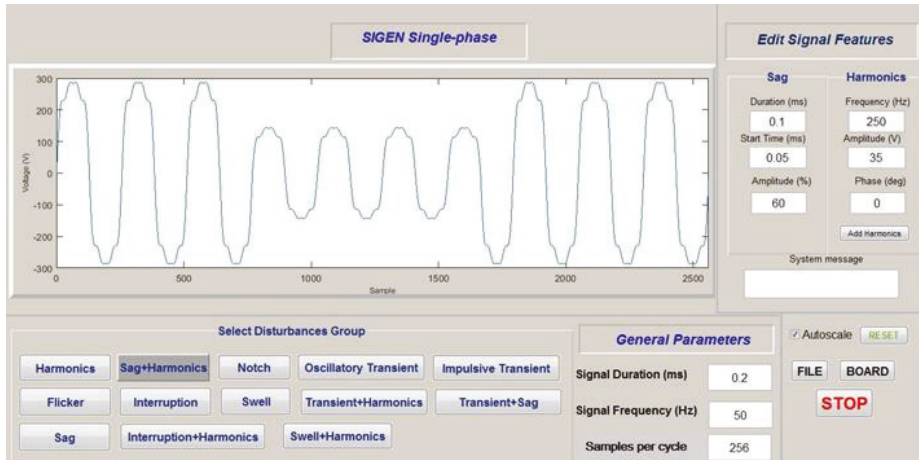 SIGEN Single-phase
300
200
100
0
-100
-200
-300
Voltage (V)
0
500
1000
1500
2000
2500
Sample
Edit Signal Features
Sag
Harmonics
Duration (ms)
Frequency (Hz)
0.1
250
Start Time (ms)
Amplitude (V)
0.05
35
Amplitude (%)
Phase (deg)
60
0
Add Harmonics
System message
Select Disturbances Group
Harmonics
Sag+Harmonics
Notch
Oscillatory Transient
Impulsive Transient
Flicker
Interruption
Swell
Transient+Harmonics
Transient+Sag
Sag
Interruption+Harmonics
Swell+Harmonics
General Parameters
Signal Duration (ms)
0.2
Signal Frequency (Hz)
50
Samples per cycle
256
Autoscale
RESET
FILE
BOARD
STOP